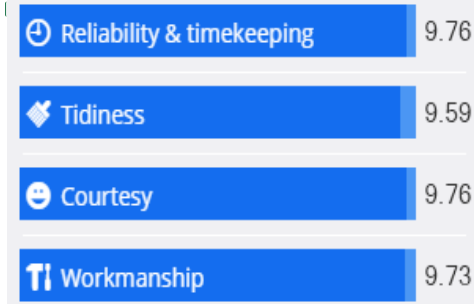 Reliability & timekeeping 9.76
Tidiness 9.59
Courtesy 9.76
Workmanship 9.73